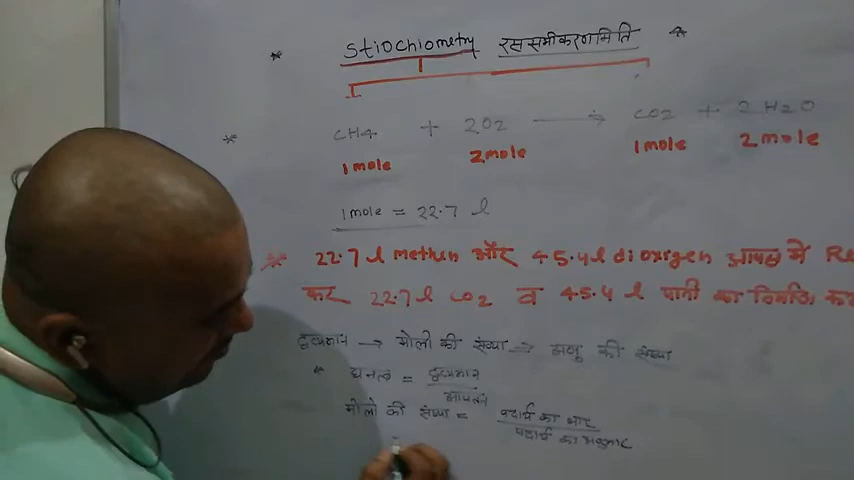 * Stiochiometry रससमीकरणमिति *
* CH4 + 2O2 → CO2 + 2H2O
1mole 2mole 1mole 2mole
1mole = 22.7 l
* 22.7 l methen और 45.4 l dioxygen आपस में Re
कर 22.7 l CO2 व 45.4 l पानी का निर्माण कर
द्रव्यमान → मोलो की संख्या → अणु की संख्या
* घनत्व = द्रव्यमान
आयतन
मोलो की संख्या = पदार्थ का भार
पदार्थ का अणुभार